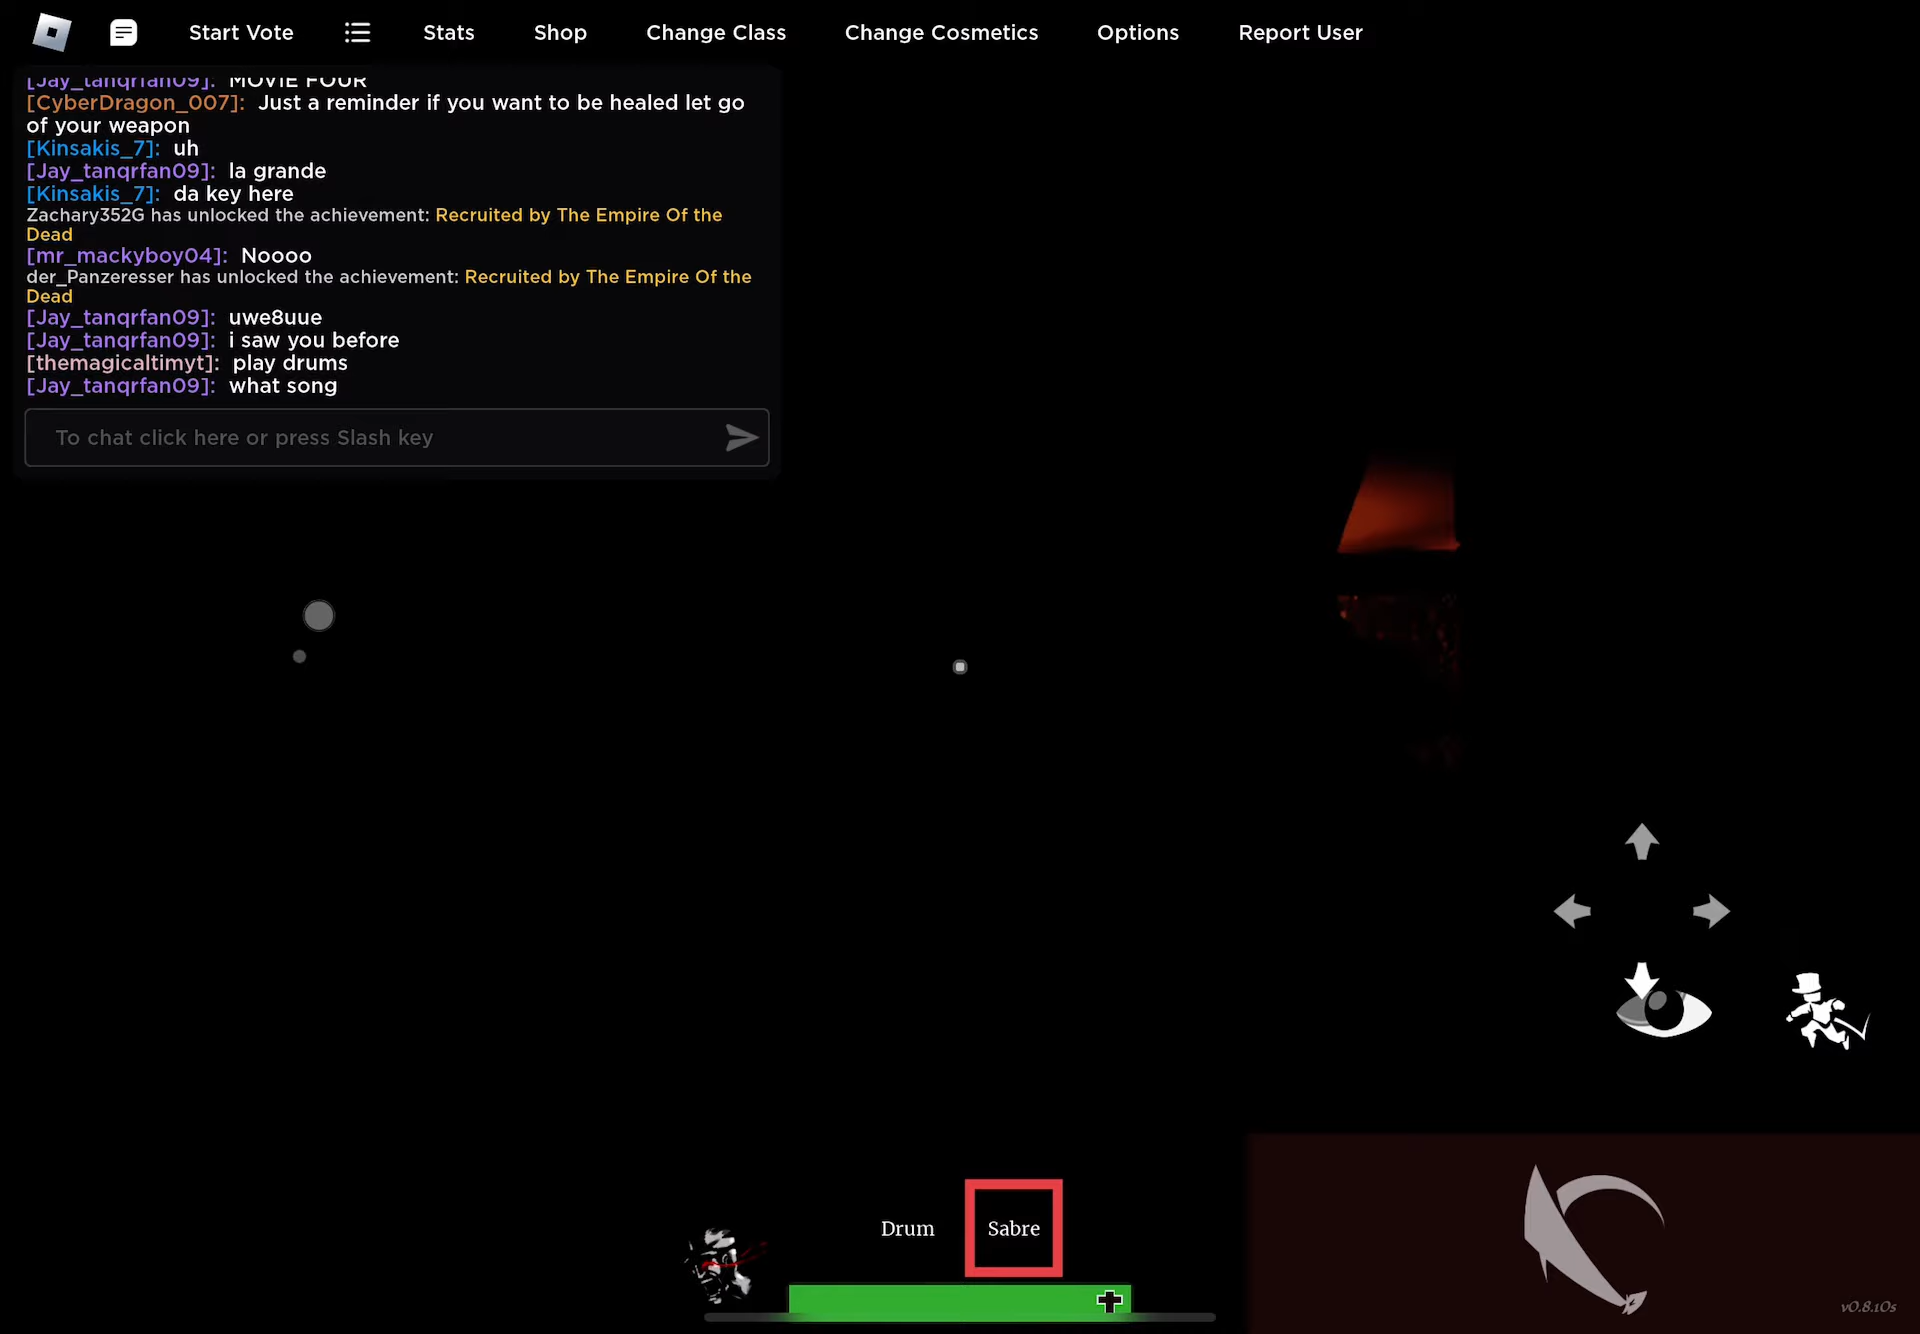 Start Vote Stats Shop Change Class Change Cosmetics Options Report User
[Jay_tanqrfan09]: MOVIE FOUR
[CyberDragon_007]: Just a reminder if you want to be healed let go
of your weapon
[Kinsakis_7]: uh
[Jay_tanqrfan09]: la grande
[Kinsakis_7]: da key here
Zachary352G has unlocked the achievement: Recruited by The Empire Of the
Dead
[mr_mackyboy04]: Noooo
der_Panzeresser has unlocked the achievement: Recruited by The Empire Of the
Dead
[Jay_tanqrfan09]: uwe8uue
[Jay_tanqrfan09]: i saw you before
[themagicaltimyt]: play drums
[Jay_tanqrfan09]: what song
To chat click here or press Slash key
Drum Sabre
v0.8.10s